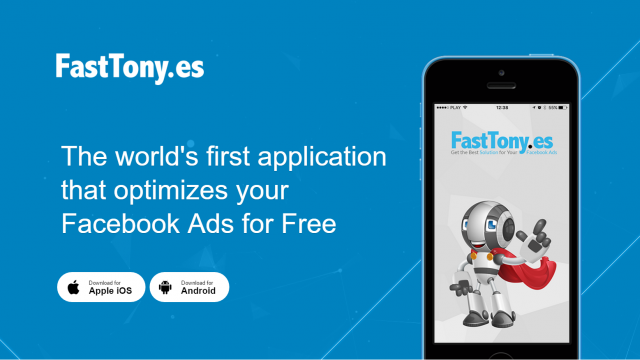 FastTony.es
The world's first application
that optimizes your
Facebook Ads for Free
Download for
Apple iOS
Download for
Android
PLAY
12:38
99%
FastTony.es
Get the Best Solution for Your Facebook Ads